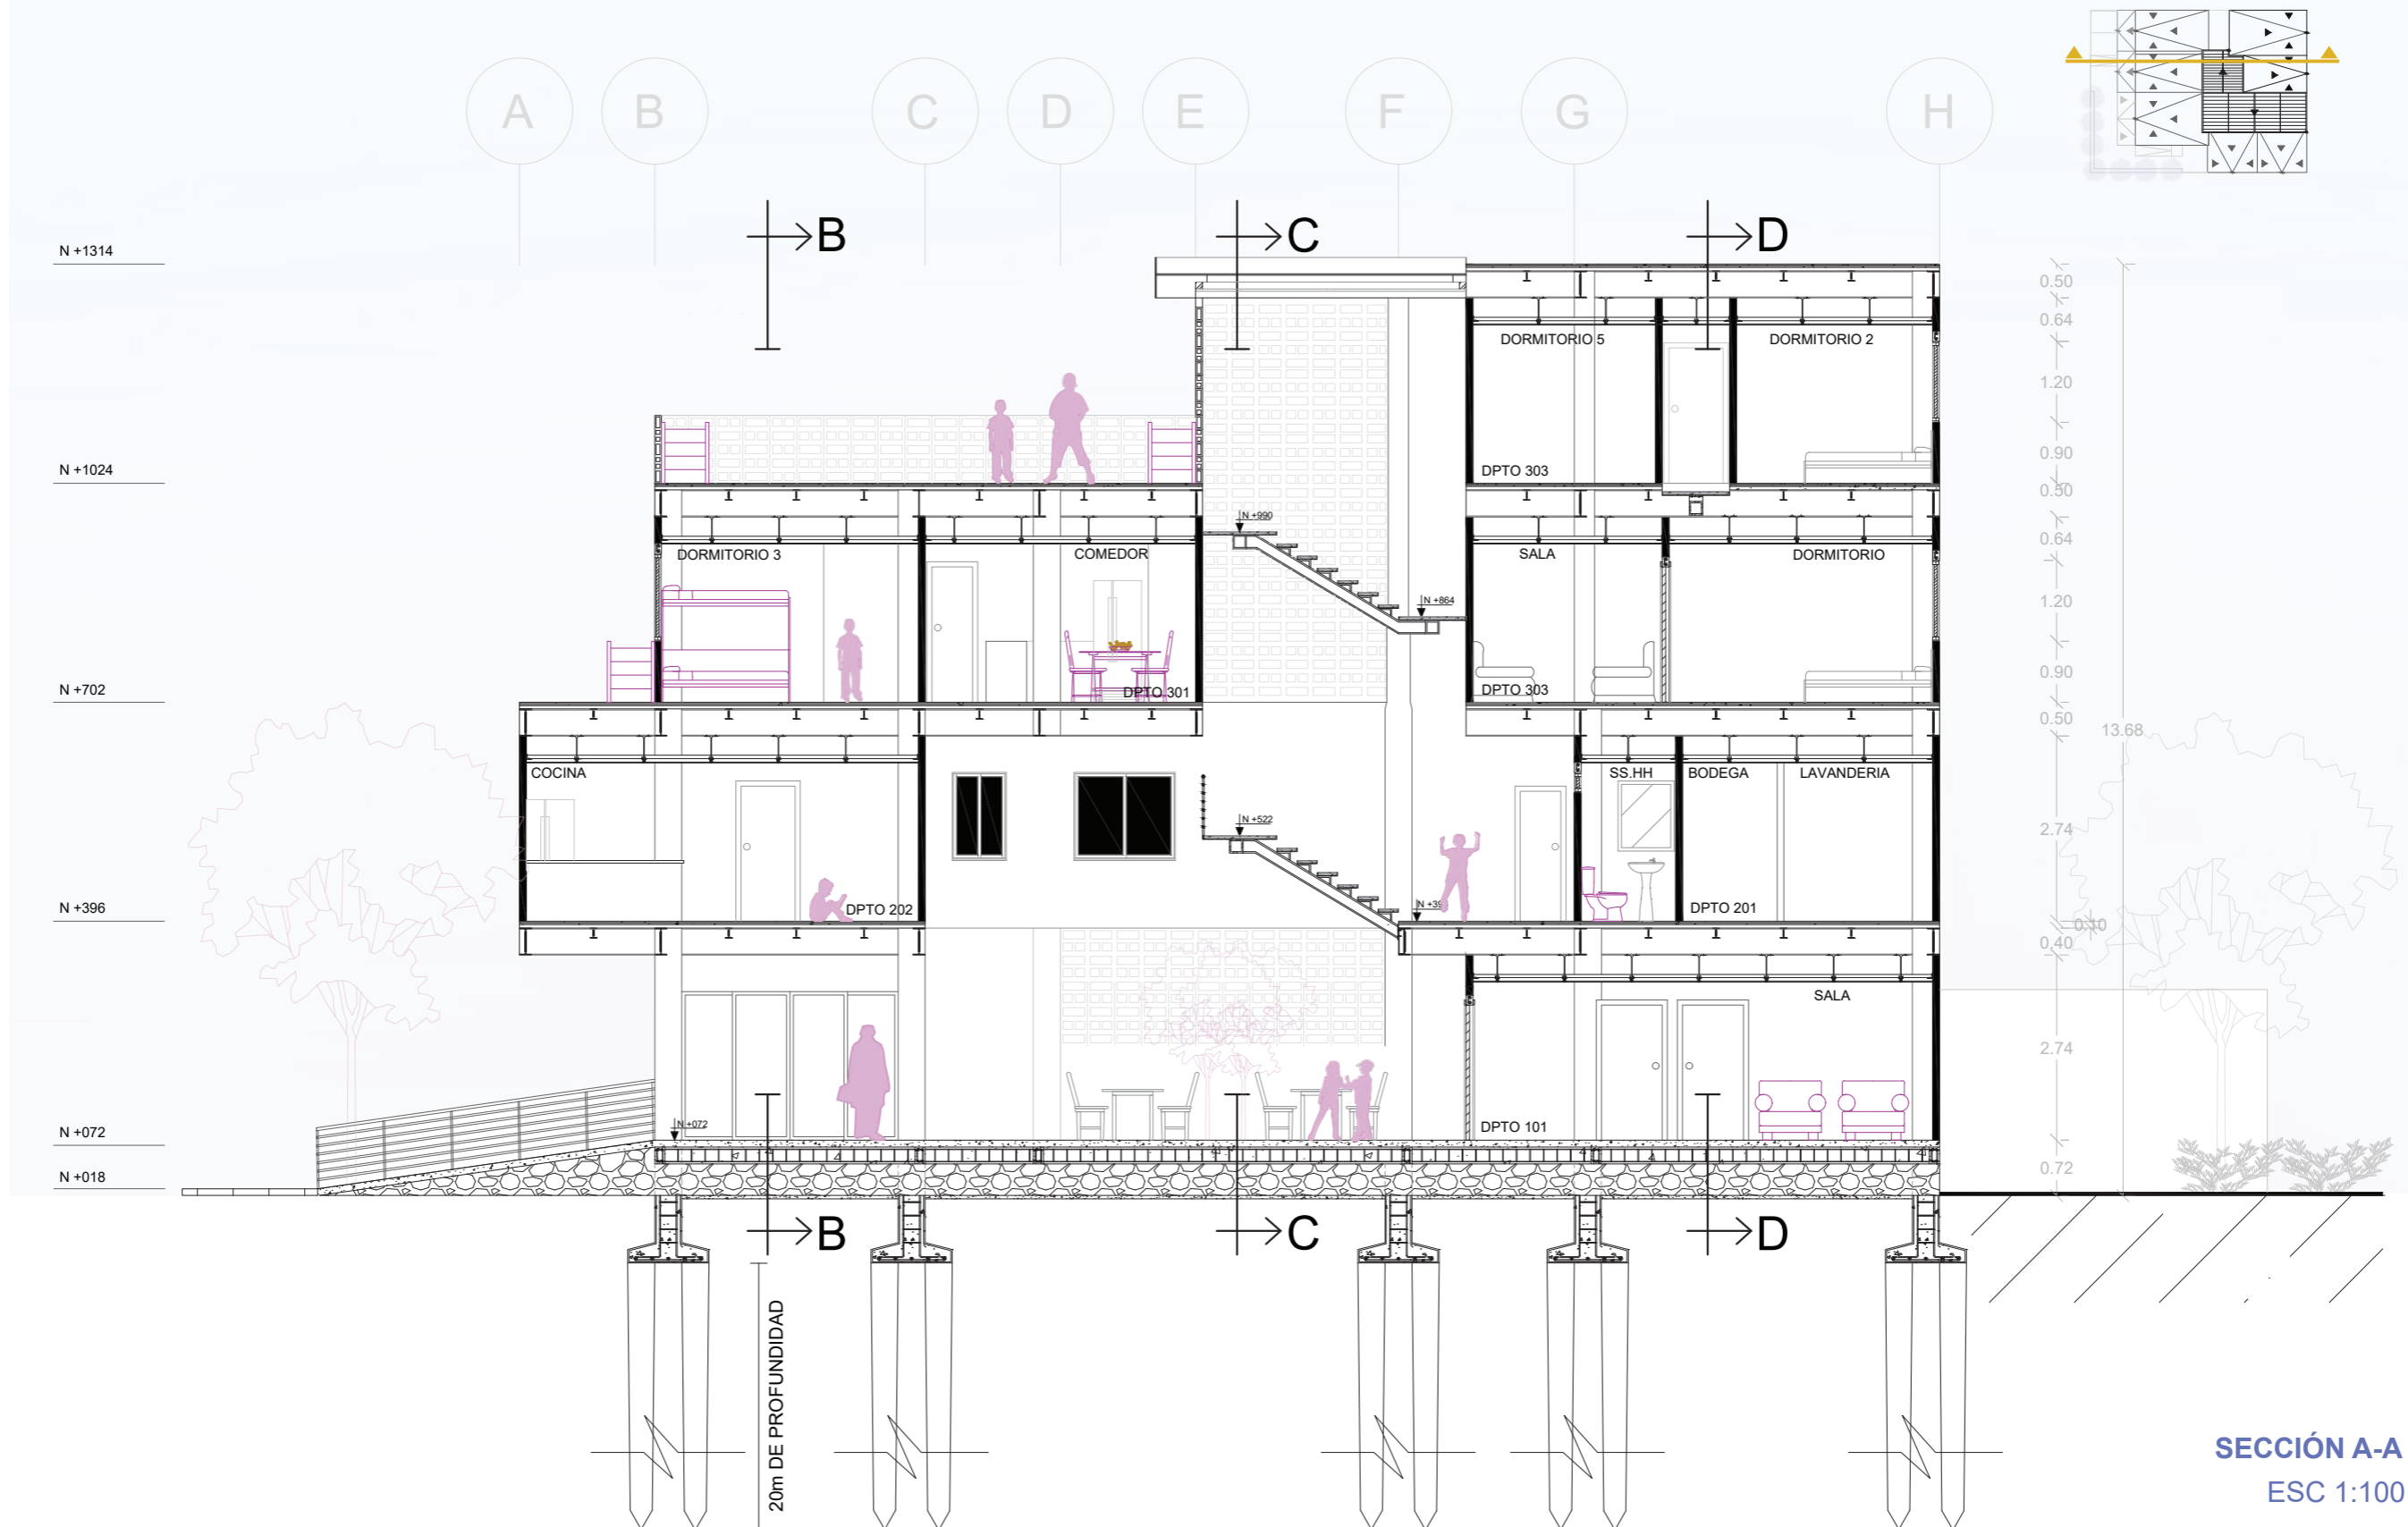 A
B
C
D
E
F
G
H
B
C
D
N +1314
0.50
0.64
DORMITORIO 5
DORMITORIO 2
1.20
0.90
N +1024
DPTO 303
0.50
N +990
0.64
DORMITORIO 3
COMEDOR
SALA
DORMITORIO
N +864
1.20
0.90
N +702
DPTO 301
DPTO 303
0.50
13.68
COCINA
SS.HH
BODEGA
LAVANDERIA
N +522
2.74
N +396
DPTO 202
N +39
DPTO 201
0.10
0.40
SALA
2.74
N +072
N +072
DPTO 101
N +018
0.72
B
C
D
20m DE PROFUNDIDAD
SECCIÓN A-A
ESC 1:100